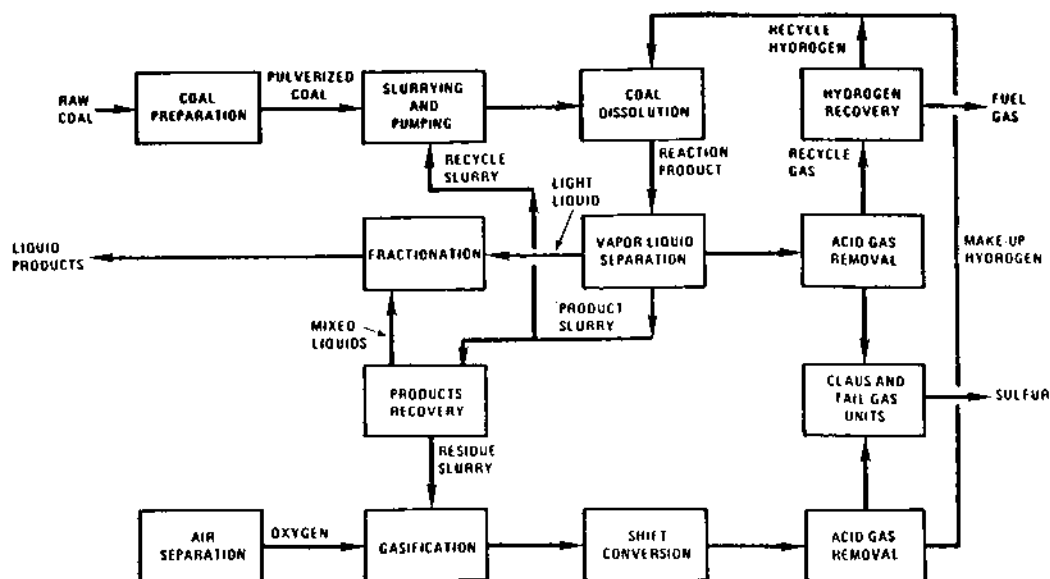 RECYCLE
HYDROGEN
RAW
COAL
COAL
PREPARATION
PULVERIZED
COAL
SLURRYING
AND
PUMPING
COAL
DISSOLUTION
HYDROGEN
RECOVERY
FUEL
GAS
RECYCLE
SLURRY
REACTION
PRODUCT
RECYCLE
GAS
LIGHT
LIQUID
LIQUID
PRODUCTS
FRACTIONATION
VAPOR LIQUID
SEPARATION
ACID GAS
REMOVAL
MAKE-UP
HYDROGEN
PRODUCT
SLURRY
MIXED
LIQUIDS
PRODUCTS
RECOVERY
CLAUS AND
TAIL GAS
UNITS
SULFUR
RESIDUE
SLURRY
AIR
SEPARATION
OXYGEN
GASIFICATION
SHIFT
CONVERSION
ACID GAS
REMOVAL